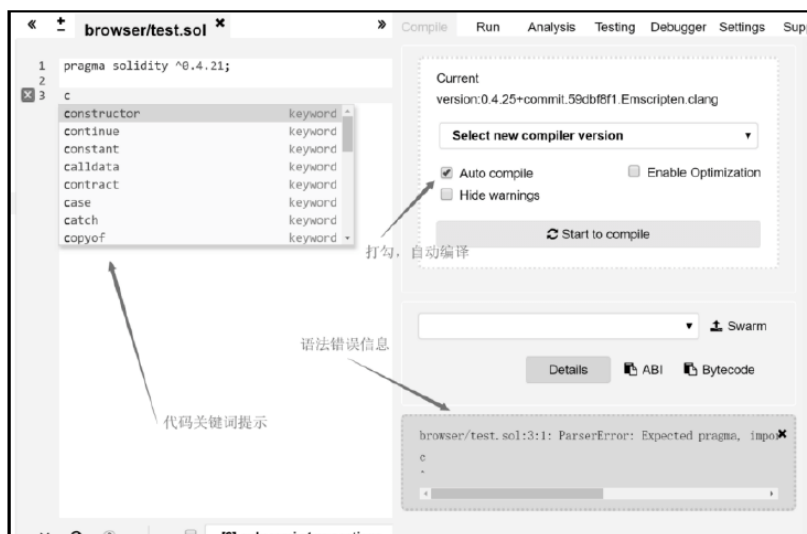 browser/test.sol
1 pragma solidity ^0.4.21;
2
3 c
constructor keyword
continue keyword
constant keyword
calldata keyword
contract keyword
case keyword
catch keyword
copyof keyword
代码关键词提示
Compile Run Analysis Testing Debugger Settings Supp
Current
version:0.4.25+commit.59dbf8f1.Emscripten.clang
Select new compiler version
Auto compile Enable Optimization
Hide warnings
打勾，自动编译
Start to compile
Swarm
语法错误信息
Details ABI Bytecode
browser/test.sol:3:1: ParserError: Expected pragma, impor
c
^